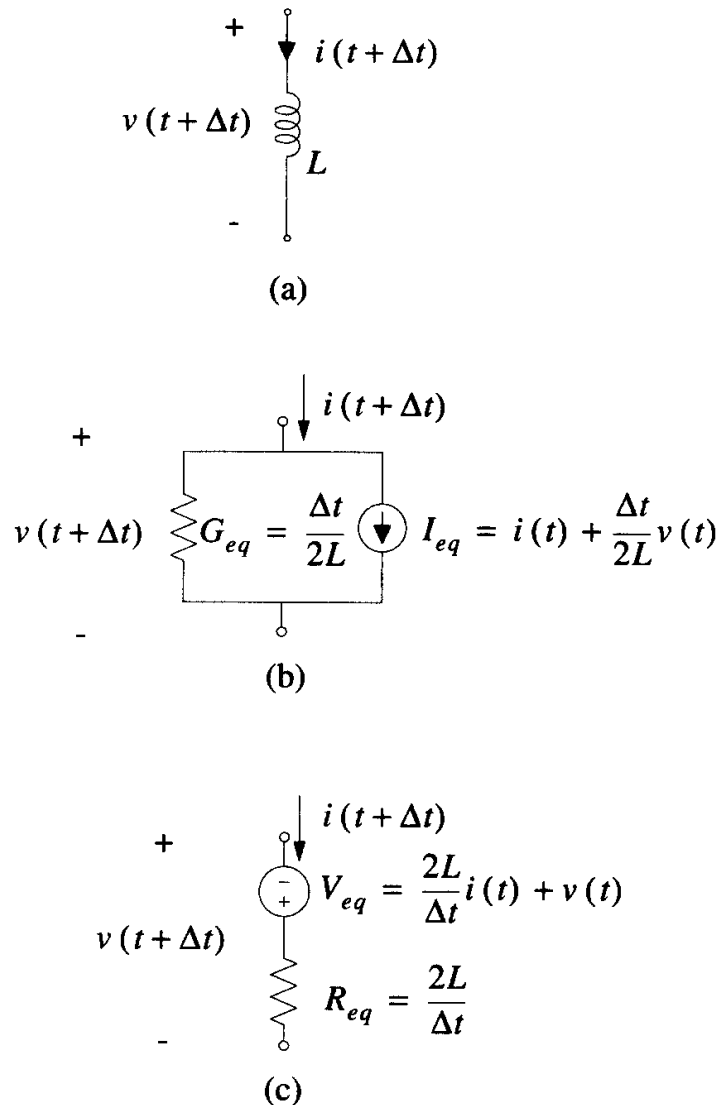 +
i (t + Δt)
v (t + Δt)
L
-
(a)
i (t + Δt)
+
v (t + Δt) G_eq = Δt/2L I_eq = i (t) + Δt/2L v (t)
-
(b)
i (t + Δt)
+
- + V_eq = 2L/Δt i (t) + v (t)
v (t + Δt)
R_eq = 2L/Δt
-
(c)